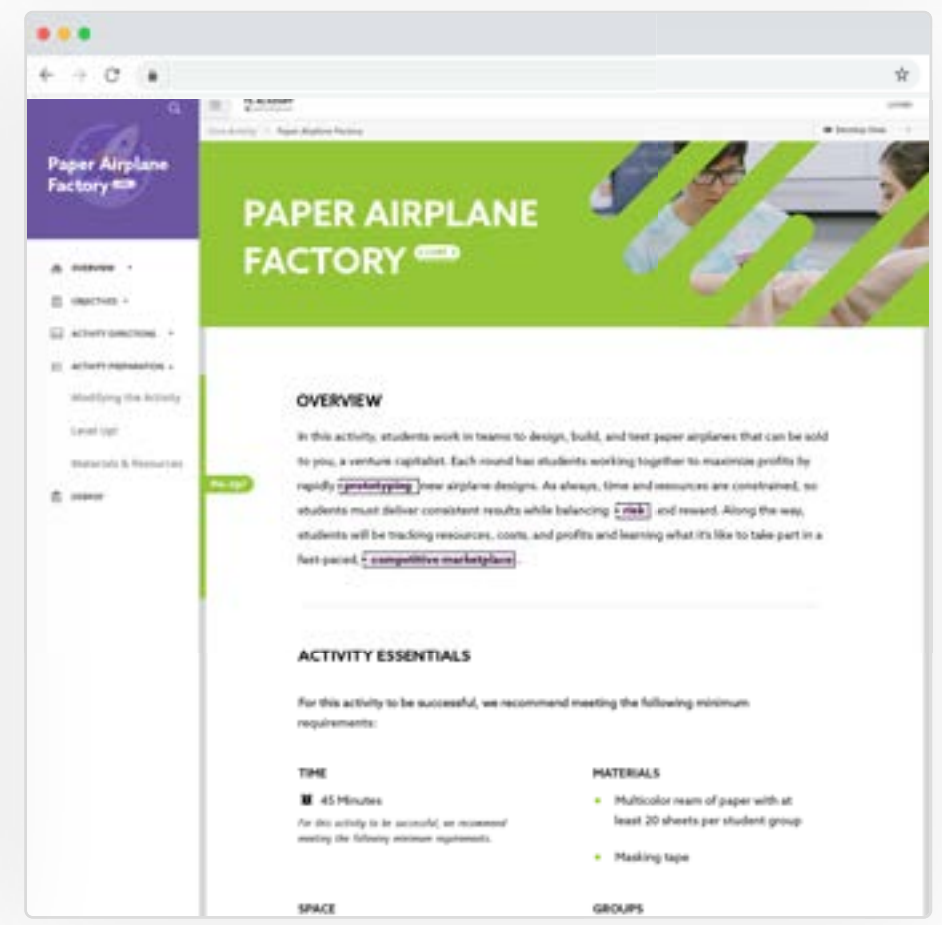 Paper Airplane
Factory
Paper Airplane Factory
PAPER AIRPLANE
FACTORY
OVERVIEW
OBJECTIVES
ACTIVITY DIRECTIONS
ACTIVITY PREPARATION
Modifying the Activity
Level Up!
Materials & Resources
DEBRIEF
OVERVIEW
In this activity, students work in teams to design, build, and test paper airplanes that can be sold
to you, a venture capitalist. Each round has students working together to maximize profits by
rapidly prototyping new airplane designs. As always, time and resources are constrained, so
students must deliver consistent results while balancing risk and reward. Along the way,
students will be tracking resources, costs, and profits and learning what it's like to take part in a
fast-paced, competitive marketplace.
ACTIVITY ESSENTIALS
For this activity to be successful, we recommend meeting the following minimum
requirements:
TIME
45 Minutes
For this activity to be successful, we recommend
meeting the following minimum requirements.
MATERIALS
Multicolor ream of paper with at
least 20 sheets per student group
Masking tape
SPACE
GROUPS